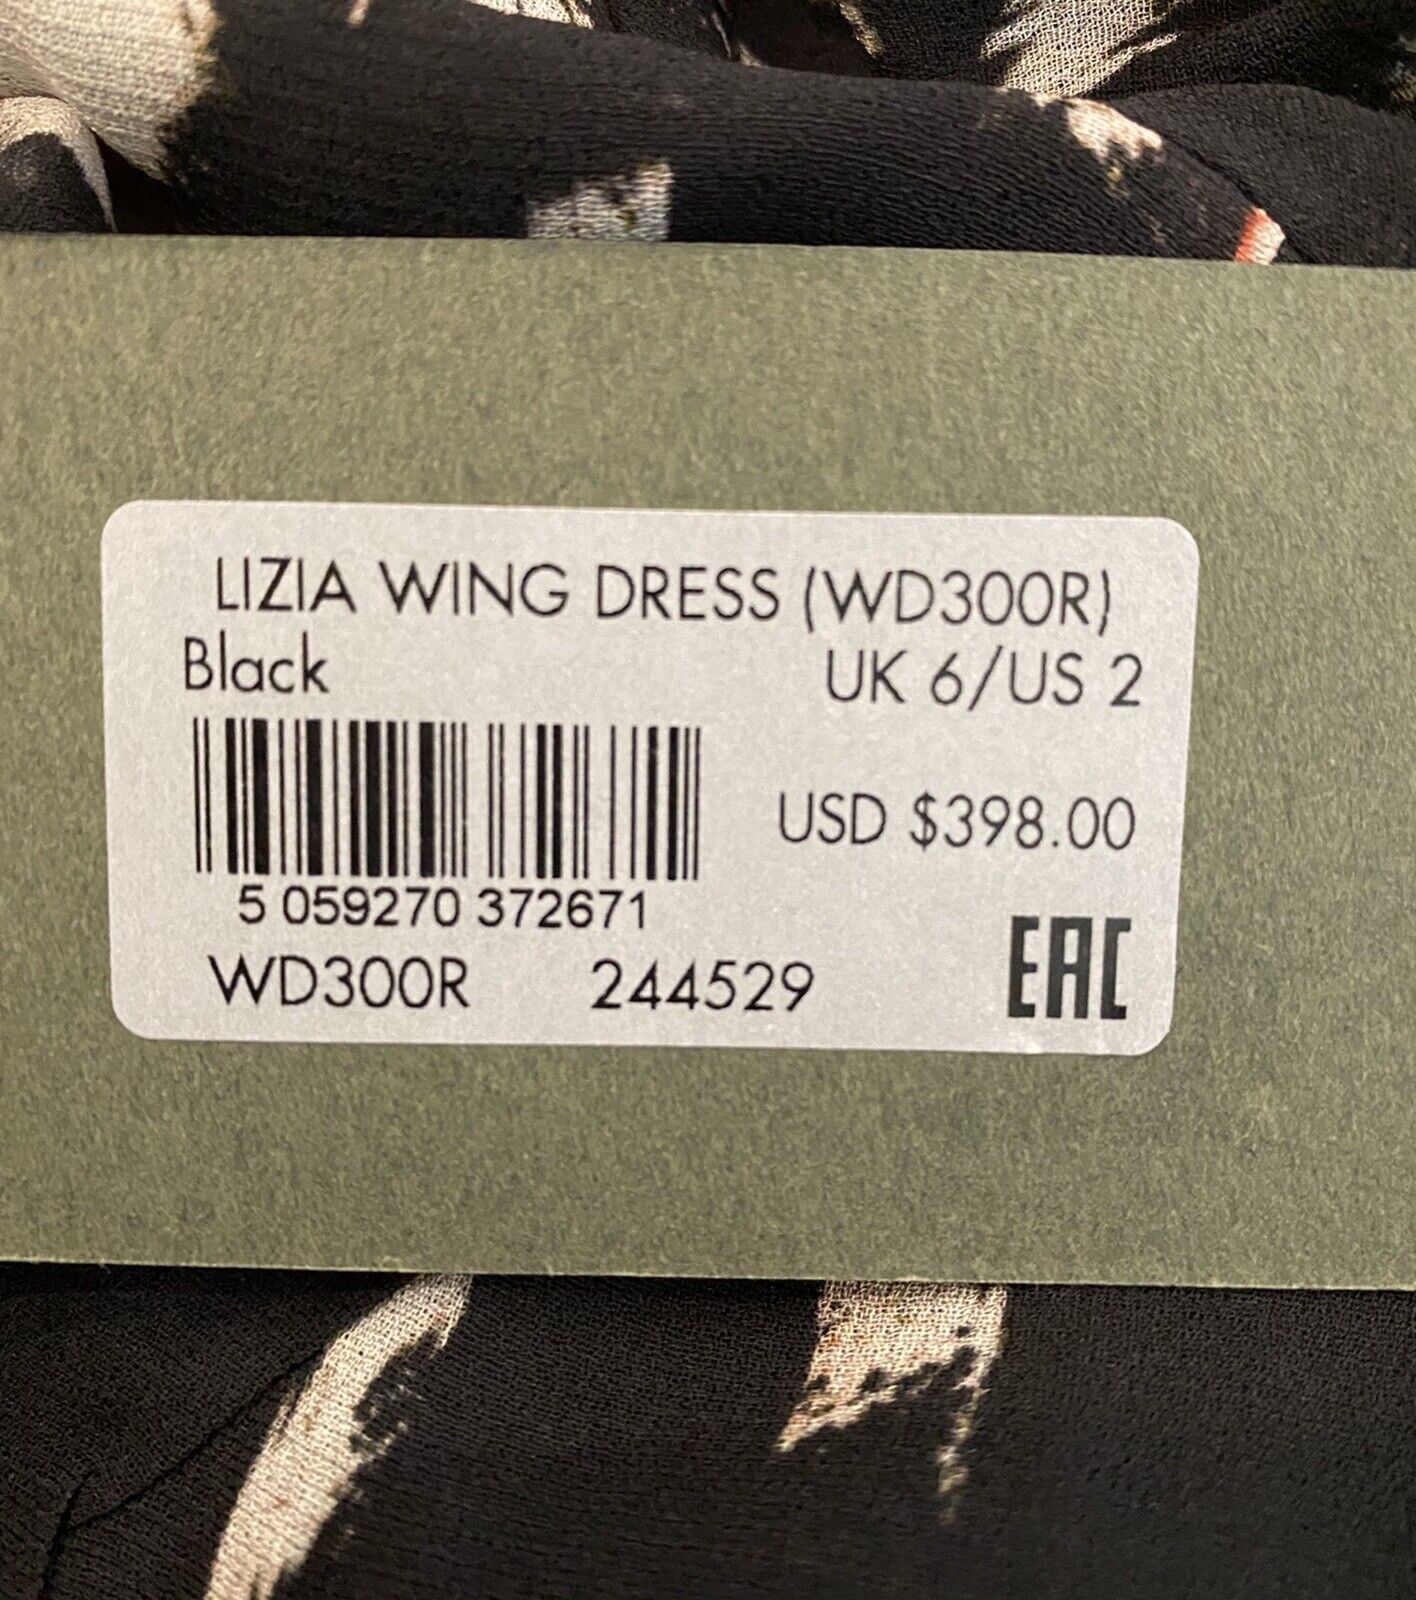 LIZIA WING DRESS (WD300R)
Black UK 6/US 2
USD $398.00
5 059270 372671
WD300R 244529 EAC